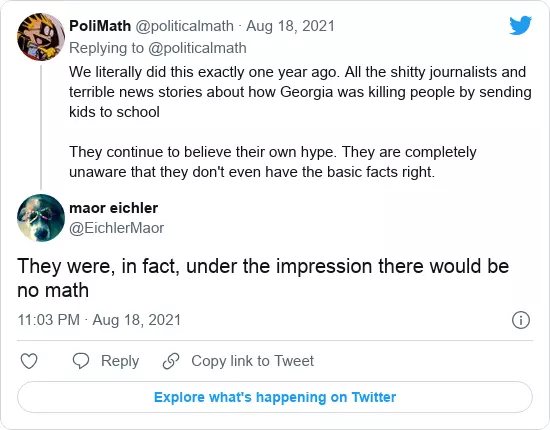 PoliMath @politicalmath · Aug 18, 2021
Replying to @politicalmath
We literally did this exactly one year ago. All the shitty journalists and
terrible news stories about how Georgia was killing people by sending
kids to school
They continue to believe their own hype. They are completely
unaware that they don't even have the basic facts right.
maor eichler
@EichlerMaor
They were, in fact, under the impression there would be
no math
11:03 PM · Aug 18, 2021
Reply
Copy link to Tweet
Explore what's happening on Twitter